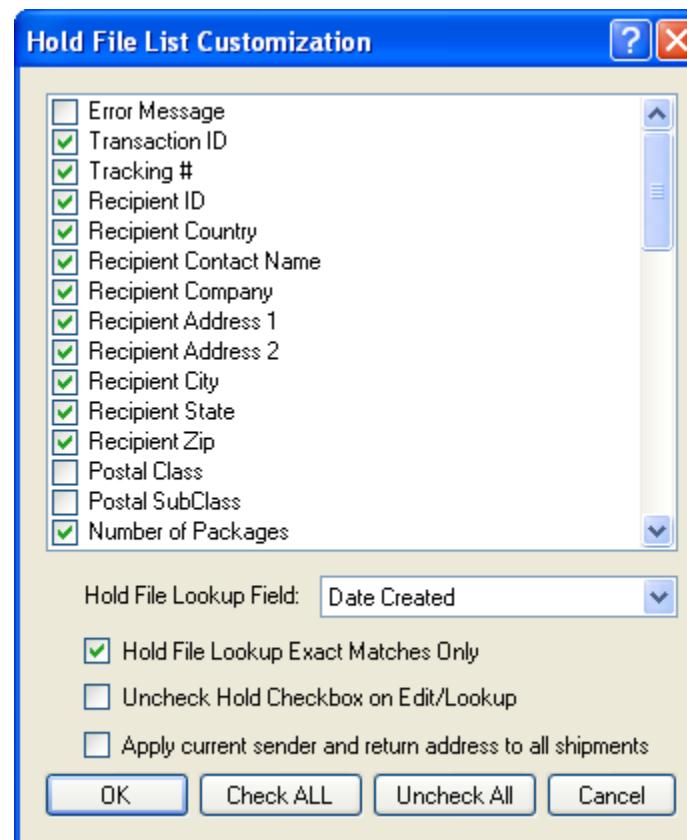 Hold File List Customization
Error Message
Transaction ID
Tracking #
Recipient ID
Recipient Country
Recipient Contact Name
Recipient Company
Recipient Address 1
Recipient Address 2
Recipient City
Recipient State
Recipient Zip
Postal Class
Postal SubClass
Number of Packages
Hold File Lookup Field: Date Created
Hold File Lookup Exact Matches Only
Uncheck Hold Checkbox on Edit/Lookup
Apply current sender and return address to all shipments
OK Check ALL Uncheck All Cancel